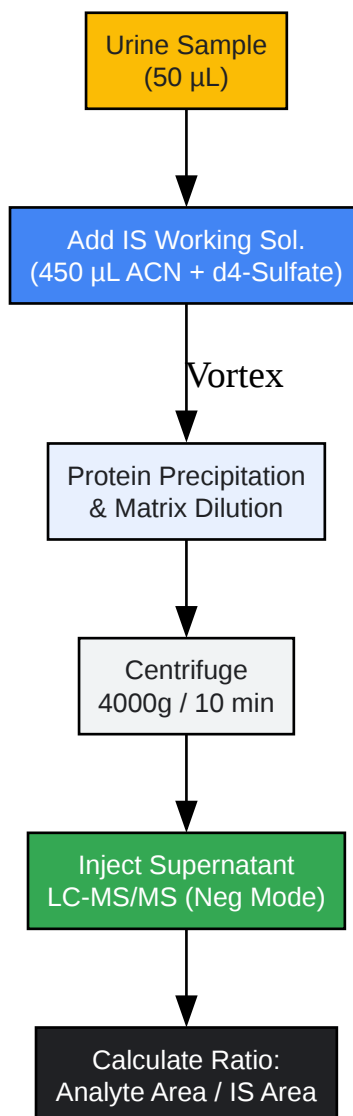 Urine Sample
(50 µL)
Add IS Working Sol.
(450 µL ACN + d4-Sulfate)
Vortex
Protein Precipitation
& Matrix Dilution
Centrifuge
4000g / 10 min
Inject Supernatant
LC-MS/MS (Neg Mode)
Calculate Ratio:
Analyte Area / IS Area